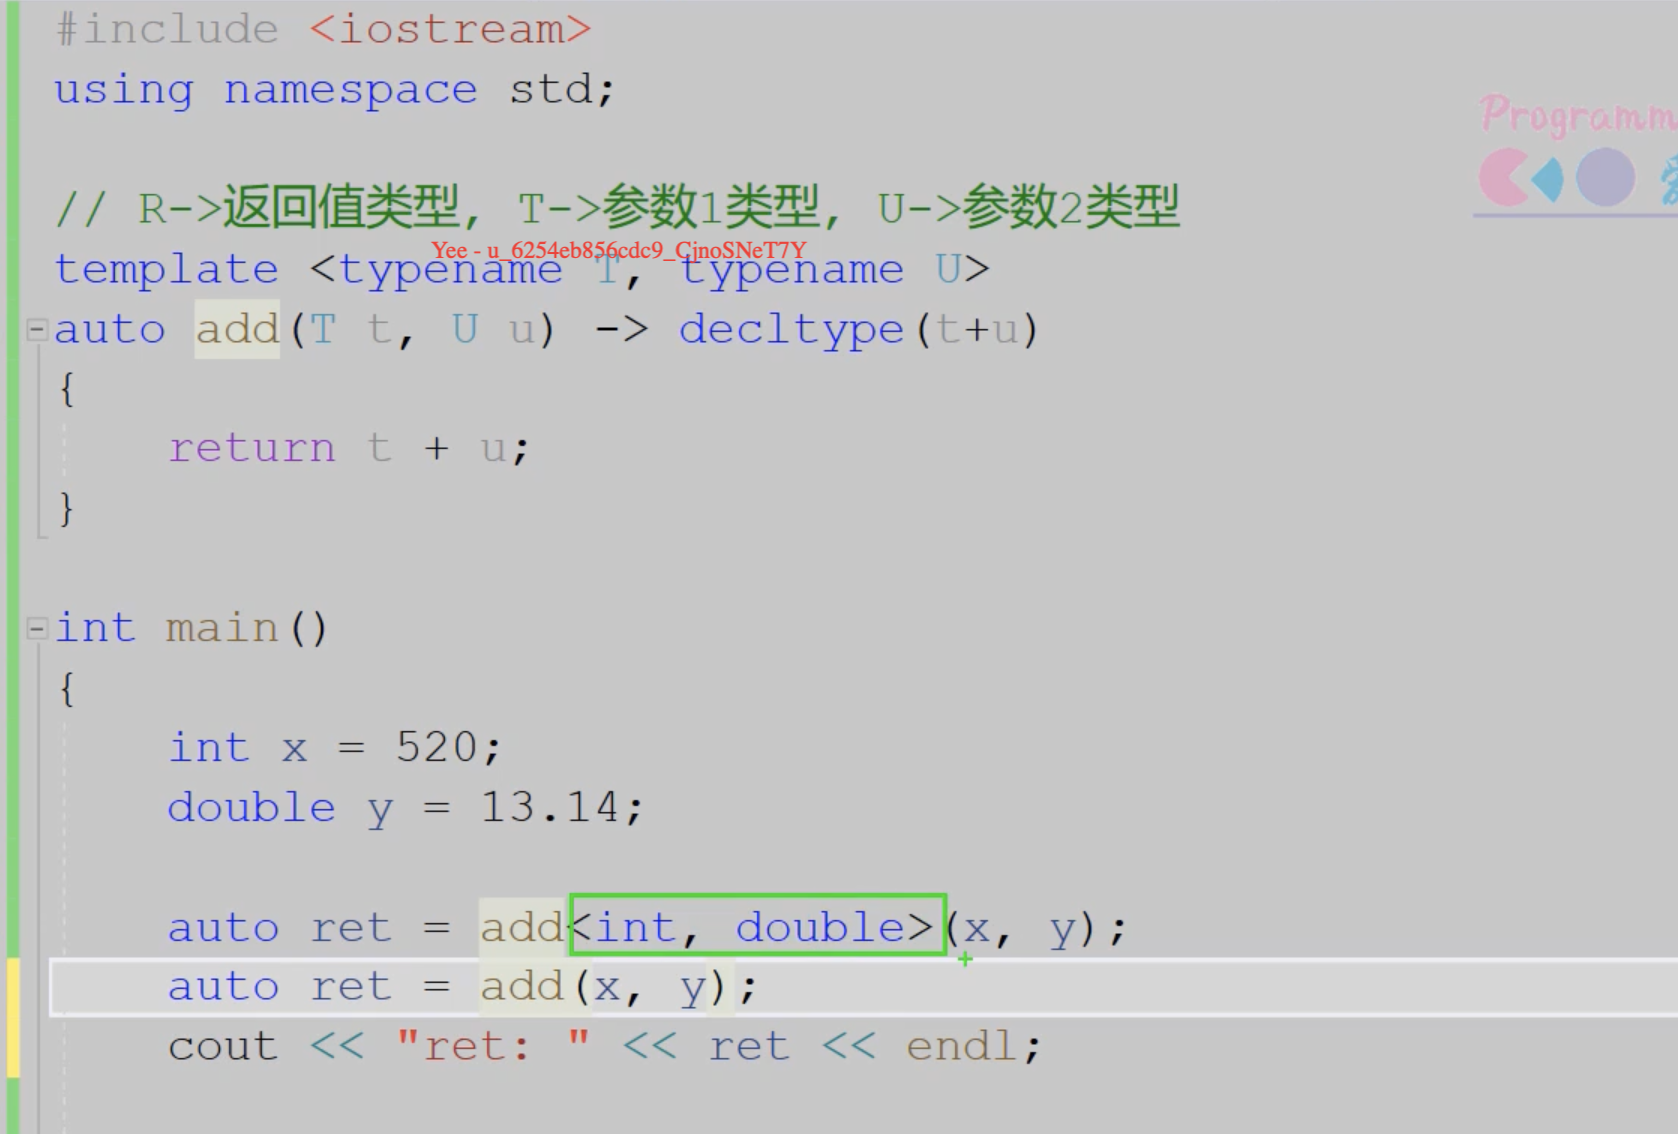 #include <iostream>
using namespace std;
Programm
// R->返回值类型, T->参数1类型, U->参数2类型
Yee - u_6254eb856cdc9_CjnoSNeT7Y
template <typename T, typename U>
auto add(T t, U u) -> decltype(t+u)
{
return t + u;
}
int main()
{
int x = 520;
double y = 13.14;
auto ret = add<int, double>(x, y);
auto ret = add(x, y);
cout << "ret: " << ret << endl;